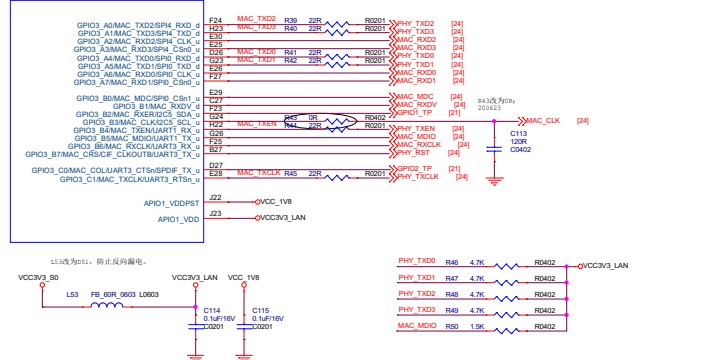 GPIO3_A0/MAC_TXD2/SPI4_RXD_d F24 MAC_TXD2 R39 22R R0201 PHY_TXD2 [24]
GPIO3_A1/MAC_TXD3/SPI4_TXD_d H23 MAC_TXD3 R40 22R R0201 PHY_TXD3 [24]
GPIO3_A2/MAC_RXD2/SPI4_CLK_u E30 MAC_RXD2 [24]
GPIO3_A3/MAC_RXD3/SPI4_CSn0_u E25 MAC_RXD3 [24]
GPIO3_A4/MAC_TXD0/SPI0_RXD_d D26 MAC_TXD0 R41 22R R0201 PHY_TXD0 [24]
GPIO3_A5/MAC_TXD1/SPI0_TXD_d G23 MAC_TXD1 R42 22R R0201 PHY_TXD1 [24]
GPIO3_A6/MAC_RXD0/SPI0_CLK_u E26 MAC_RXD0 [24]
GPIO3_A7/MAC_RXD1/SPI0_CSn0_u F27 MAC_RXD1 [24]
GPIO3_B0/MAC_MDC/SPI0_CSn1_u E29 MAC_MDC [24]
GPIO3_B1/MAC_RXDV_d C27 MAC_RXDV [24]
R43改为0R;
200623
GPIO3_B2/MAC_RXER/I2C5_SDA_u F23 GPIO1_TP [21]
GPIO3_B3/MAC_CLK/I2C5_SCL_u G24 R43 0R R0402 MAC_CLK [24]
GPIO3_B4/MAC_TXEN/UART1_RX_u H22 MAC_TXEN R44 22R R0201 PHY_TXEN [24]
GPIO3_B5/MAC_MDIO/UART1_TX_u G26 MAC_MDIO [24]
GPIO3_B6/MAC_RXCLK/UART3_RX_u F25 MAC_RXCLK [24]
GPIO3_B7/MAC_CRS/CIF_CLKOUTB/UART3_TX_u B27 PHY_RST [24]
C113
120R
C0402
GPIO3_C0/MAC_COL/UART3_CTSn/SPDIF_TX_u D27 GPIO2_TP [21]
GPIO3_C1/MAC_TXCLK/UART3_RTSn_u E28 MAC_TXCLK R45 22R R0201 PHY_TXCLK [24]
APIO1_VDDPST J22 VCC_1V8
APIO1_VDD J23 VCC3V3_LAN
L53改为D51, 防止反向漏电。
VCC3V3_S0 VCC3V3_LAN VCC_1V8
L53 FB_60R_0603 L0603
C114
0.1uF/16V
C0201
C115
0.1uF/16V
C0201
PHY_TXD0 R46 4.7K R0402 VCC3V3_LAN
PHY_TXD1 R47 4.7K R0402
PHY_TXD2 R48 4.7K R0402
PHY_TXD3 R49 4.7K R0402
MAC_MDIO R50 1.5K R0402